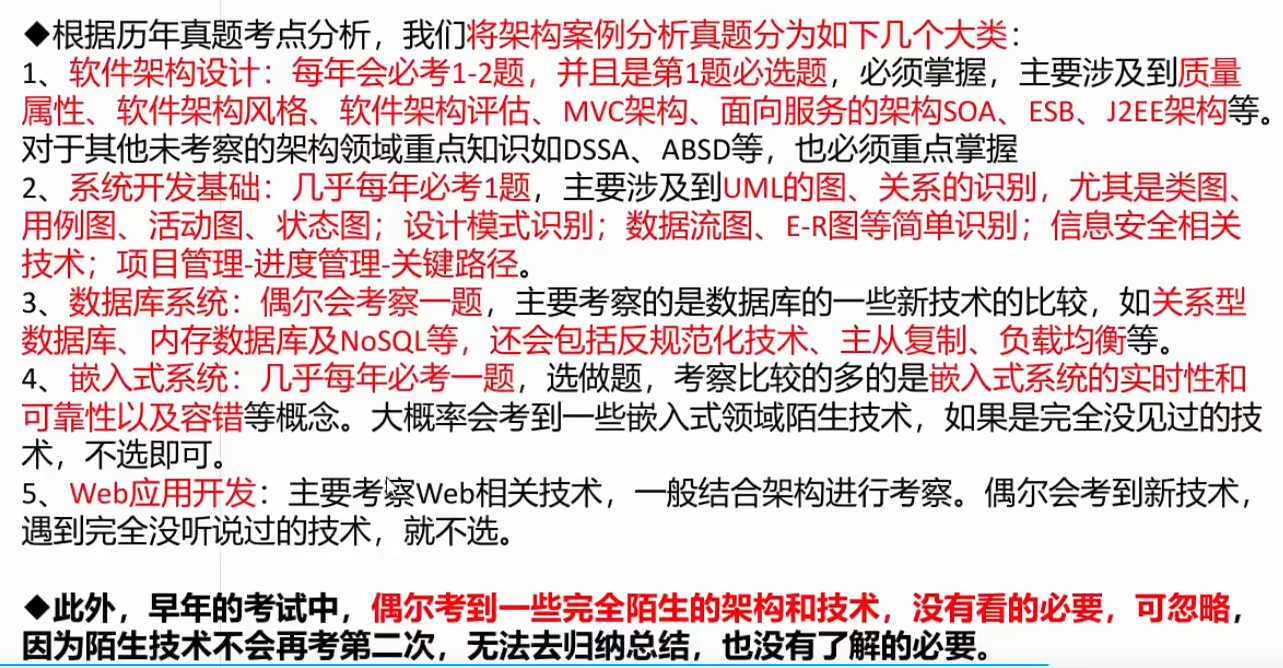 ◆根据历年真题考点分析，我们将架构案例分析真题分为如下几个大类：
1、软件架构设计：每年会必考1-2题，并且是第1题必选题，必须掌握，主要涉及到质量
属性、软件架构风格、软件架构评估、MVC架构、面向服务的架构SOA、ESB、J2EE架构等。
对于其他未考察的架构领域重点知识如DSSA、ABSD等，也必须重点掌握
2、系统开发基础：几乎每年必考1题，主要涉及到UML的图、关系的识别，尤其是类图、
用例图、活动图、状态图；设计模式识别；数据流图、E-R图等简单识别；信息安全相关
技术；项目管理-进度管理-关键路径。
3、数据库系统：偶尔会考察一题，主要考察的是数据库的一些新技术的比较，如关系型
数据库、内存数据库及NoSQL等，还会包括反规范化技术、主从复制、负载均衡等。
4、嵌入式系统：几乎每年必考一题，选做题，考察比较的多的是嵌入式系统的实时性和
可靠性以及容错等概念。大概率会考到一些嵌入式领域陌生技术，如果是完全没见过的技
术，不选即可。
5、Web应用开发：主要考察Web相关技术，一般结合架构进行考察。偶尔会考到新技术，
遇到完全没听说过的技术，就不选。
◆此外，早年的考试中，偶尔考到一些完全陌生的架构和技术，没有看的必要，可忽略，
因为陌生技术不会再考第二次，无法去归纳总结，也没有了解的必要。